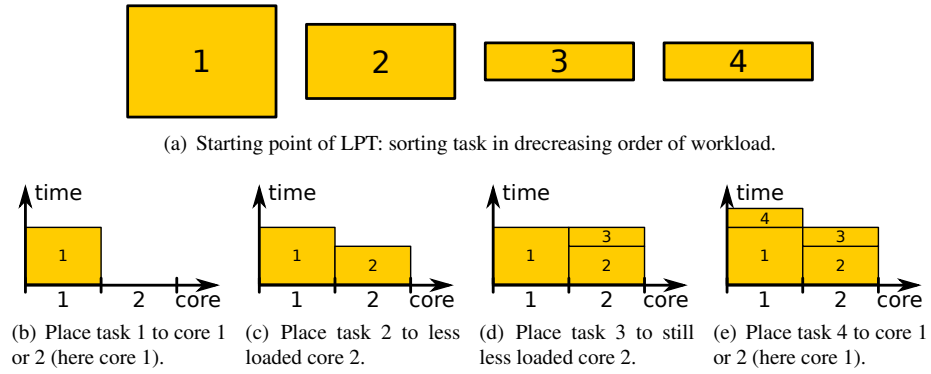 1 2 3 4
(a) Starting point of LPT: sorting task in drecreasing order of workload.
time
1
1 2 core
(b) Place task 1 to core 1
or 2 (here core 1).
time
1
2
1 2 core
(c) Place task 2 to less
loaded core 2.
time
3
1
2
1 2 core
(d) Place task 3 to still
less loaded core 2.
time
4
3
1
2
1 2 core
(e) Place task 4 to core 1
or 2 (here core 1).